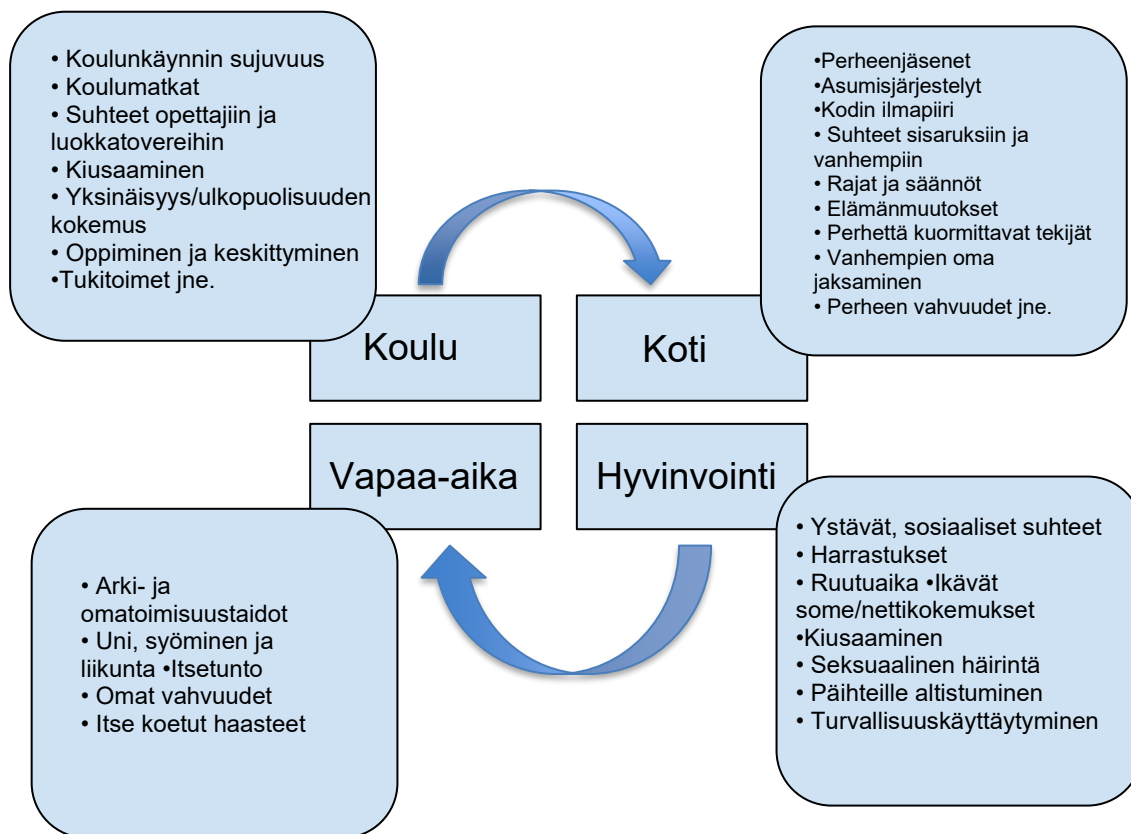 • Koulunkäynnin sujuvuus
• Koulumatkat
• Suhteet opettajiin ja
luokkatovereihin
• Kiusaaminen
• Yksinäisyys/ulkopuolisuuden
kokemus
• Oppiminen ja keskittyminen
•Tukitoimet jne.
•Perheenjäsenet
•Asumisjärjestelyt
•Kodin ilmapiiri
• Suhteet sisaruksiin ja
vanhempiin
• Rajat ja säännöt
• Elämänmuutokset
• Perhettä kuormittavat tekijät
• Vanhempien oma
jaksaminen
• Perheen vahvuudet jne.
Koulu
Koti
Vapaa-aika
Hyvinvointi
• Arki- ja
omatoimisuustaidot
• Uni, syöminen ja
liikunta •Itsetunto
• Omat vahvuudet
• Itse koetut haasteet
• Ystävät, sosiaaliset suhteet
• Harrastukset
• Ruutuaika •Ikävät
some/nettikokemukset
•Kiusaaminen
• Seksuaalinen häirintä
• Päihteille altistuminen
• Turvallisuuskäyttäytyminen